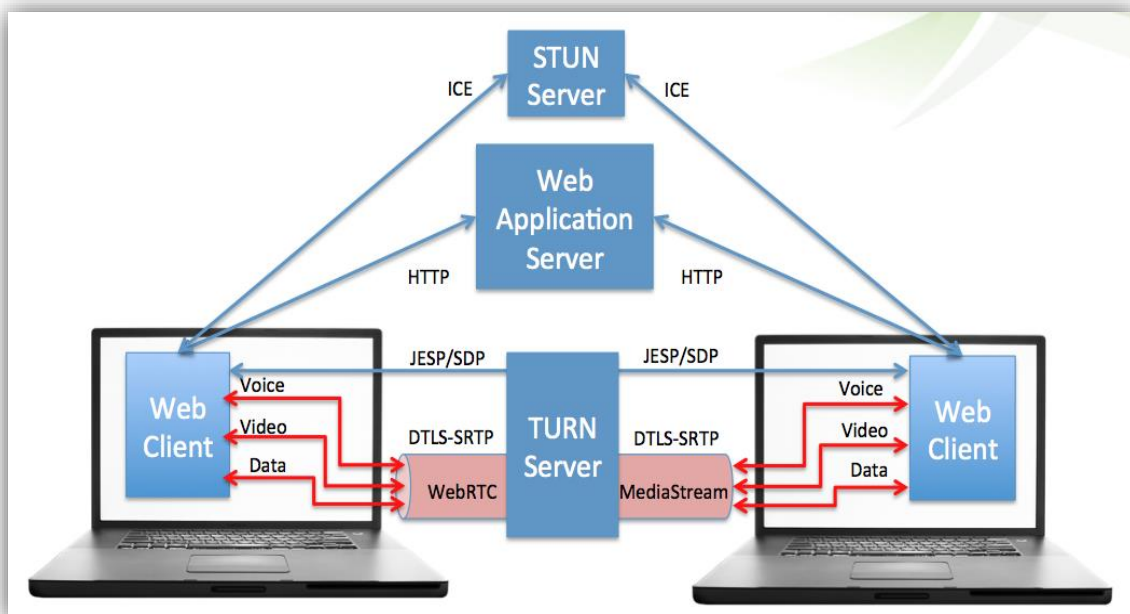 STUN
Server
ICE
ICE
Web
Application
Server
HTTP
HTTP
JESP/SDP
JESP/SDP
Voice
Voice
Web
Client
Video
DTLS-SRTP
TURN
Server
DTLS-SRTP
Video
Web
Client
Data
Data
WebRTC
MediaStream